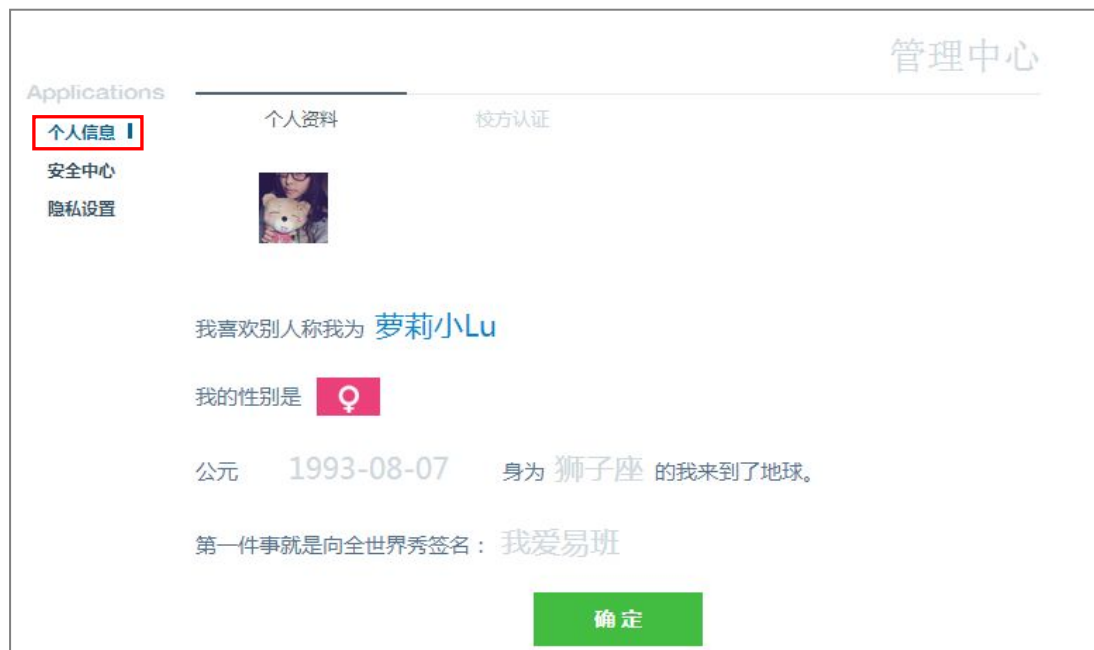 管理中心
Applications
个人信息
安全中心
隐私设置
个人资料 校方认证
我喜欢别人称我为 萝莉小Lu
我的性别是
公元 1993-08-07 身为 狮子座 的我来到了地球。
第一件事就是向全世界秀签名： 我爱易班
确定